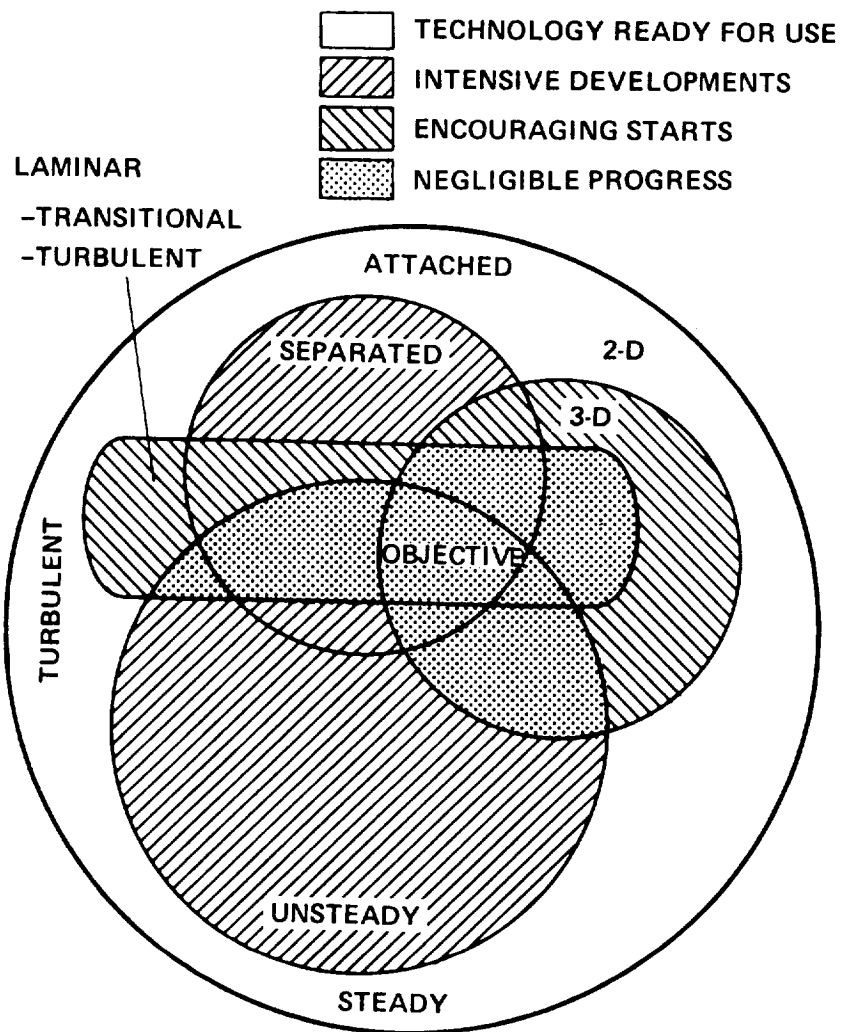 TECHNOLOGY READY FOR USE
INTENSIVE DEVELOPMENTS
ENCOURAGING STARTS
NEGLIGIBLE PROGRESS
LAMINAR
-TRANSITIONAL
-TURBULENT
ATTACHED
SEPARATED
2-D
3-D
TURBULENT
OBJECTIVE
UNSTEADY
STEADY